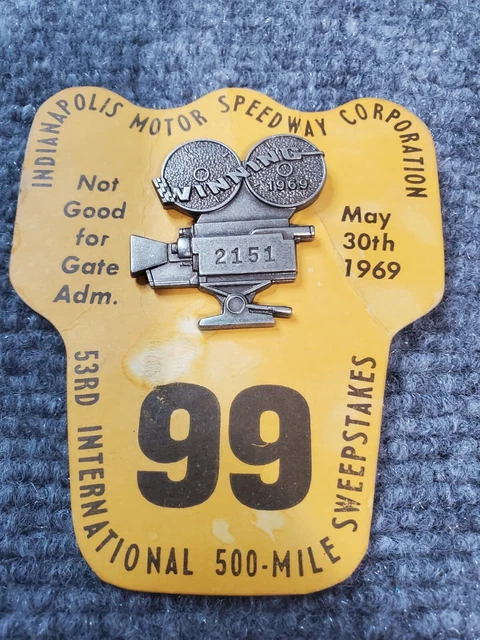 INDIANAPOLIS MOTOR SPEEDWAY CORPORATION
WINNING
1969
2151
Not
Good
for
Gate
Adm.
May
30th
1969
99
53RD INTERNATIONAL 500-MILE SWEEPSTAKES